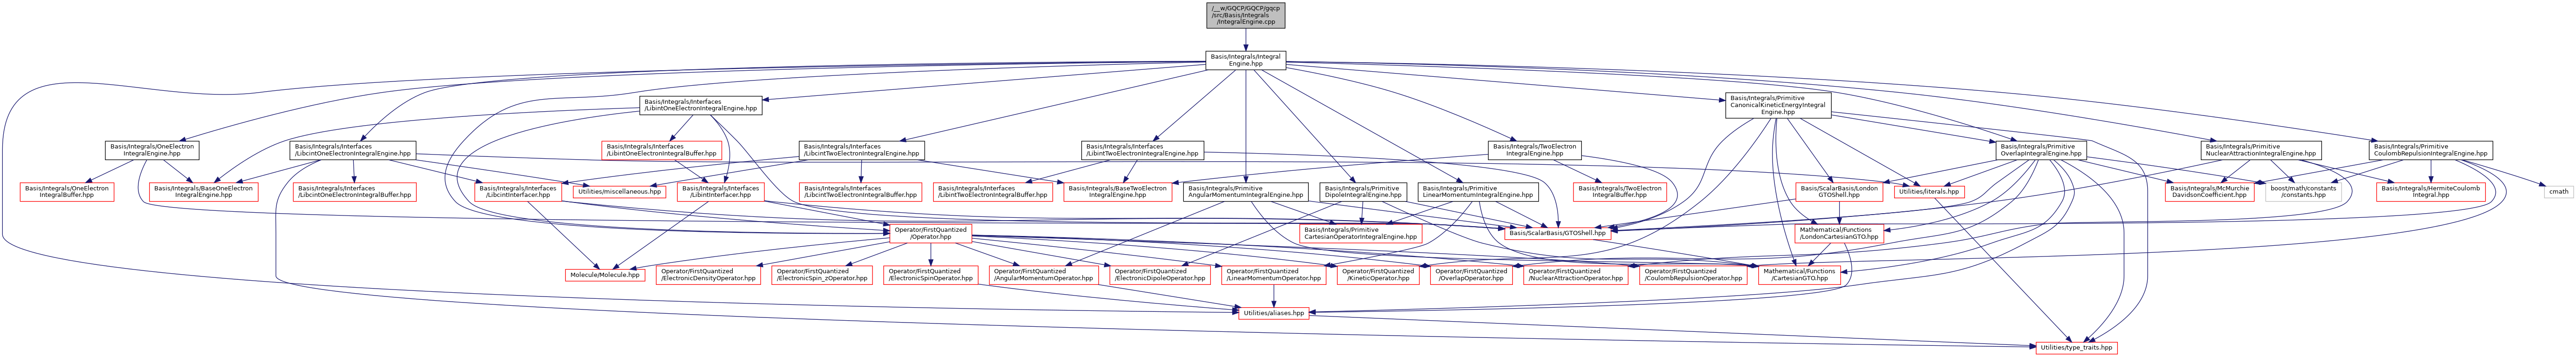 /__w/GQCP/GQCP/gqcp
/src/Basis/Integrals
/IntegralEngine.cpp
Basis/Integrals/Integral
Engine.hpp
Basis/Integrals/Interfaces
/LibintOneElectronIntegralEngine.hpp
Basis/Integrals/Primitive
CanonicalKineticEnergyIntegral
Engine.hpp
Basis/Integrals/OneElectron
IntegralEngine.hpp
Basis/Integrals/Interfaces
/LibcintOneElectronIntegralEngine.hpp
Basis/Integrals/Interfaces
/LibintOneElectronIntegralBuffer.hpp
Basis/Integrals/Interfaces
/LibcintTwoElectronIntegralEngine.hpp
Basis/Integrals/Interfaces
/LibintTwoElectronIntegralEngine.hpp
Basis/Integrals/TwoElectron
IntegralEngine.hpp
Basis/Integrals/Primitive
OverlapIntegralEngine.hpp
Basis/Integrals/Primitive
NuclearAttractionIntegralEngine.hpp
Basis/Integrals/Primitive
CoulombRepulsionIntegralEngine.hpp
Basis/Integrals/OneElectron
IntegralBuffer.hpp
Basis/Integrals/BaseOneElectron
IntegralEngine.hpp
Basis/Integrals/Interfaces
/LibcintOneElectronIntegralBuffer.hpp
Basis/Integrals/Interfaces
/LibcintInterfacer.hpp
Utilities/miscellaneous.hpp
Basis/Integrals/Interfaces
/LibintInterfacer.hpp
Basis/Integrals/Interfaces
/LibcintTwoElectronIntegralBuffer.hpp
Basis/Integrals/Interfaces
/LibintTwoElectronIntegralBuffer.hpp
Basis/Integrals/BaseTwoElectron
IntegralEngine.hpp
Basis/Integrals/Primitive
AngularMomentumIntegralEngine.hpp
Basis/Integrals/Primitive
DipoleIntegralEngine.hpp
Basis/Integrals/Primitive
LinearMomentumIntegralEngine.hpp
Basis/Integrals/TwoElectron
IntegralBuffer.hpp
Basis/ScalarBasis/London
GTOShell.hpp
Utilities/literals.hpp
Basis/Integrals/McMurchie
DavidsonCoefficient.hpp
boost/math/constants
/constants.hpp
Basis/Integrals/HermiteCoulomb
Integral.hpp
cmath
Operator/FirstQuantized
/Operator.hpp
Basis/Integrals/Primitive
CartesianOperatorIntegralEngine.hpp
Basis/ScalarBasis/GTOShell.hpp
Mathematical/Functions
/LondonCartesianGTO.hpp
Molecule/Molecule.hpp
Operator/FirstQuantized
/ElectronicDensityOperator.hpp
Operator/FirstQuantized
/ElectronicSpin_zOperator.hpp
Operator/FirstQuantized
/ElectronicSpinOperator.hpp
Operator/FirstQuantized
/AngularMomentumOperator.hpp
Operator/FirstQuantized
/ElectronicDipoleOperator.hpp
Operator/FirstQuantized
/LinearMomentumOperator.hpp
Operator/FirstQuantized
/KineticOperator.hpp
Operator/FirstQuantized
/OverlapOperator.hpp
Operator/FirstQuantized
/NuclearAttractionOperator.hpp
Operator/FirstQuantized
/CoulombRepulsionOperator.hpp
Mathematical/Functions
/CartesianGTO.hpp
Utilities/aliases.hpp
Utilities/type_traits.hpp